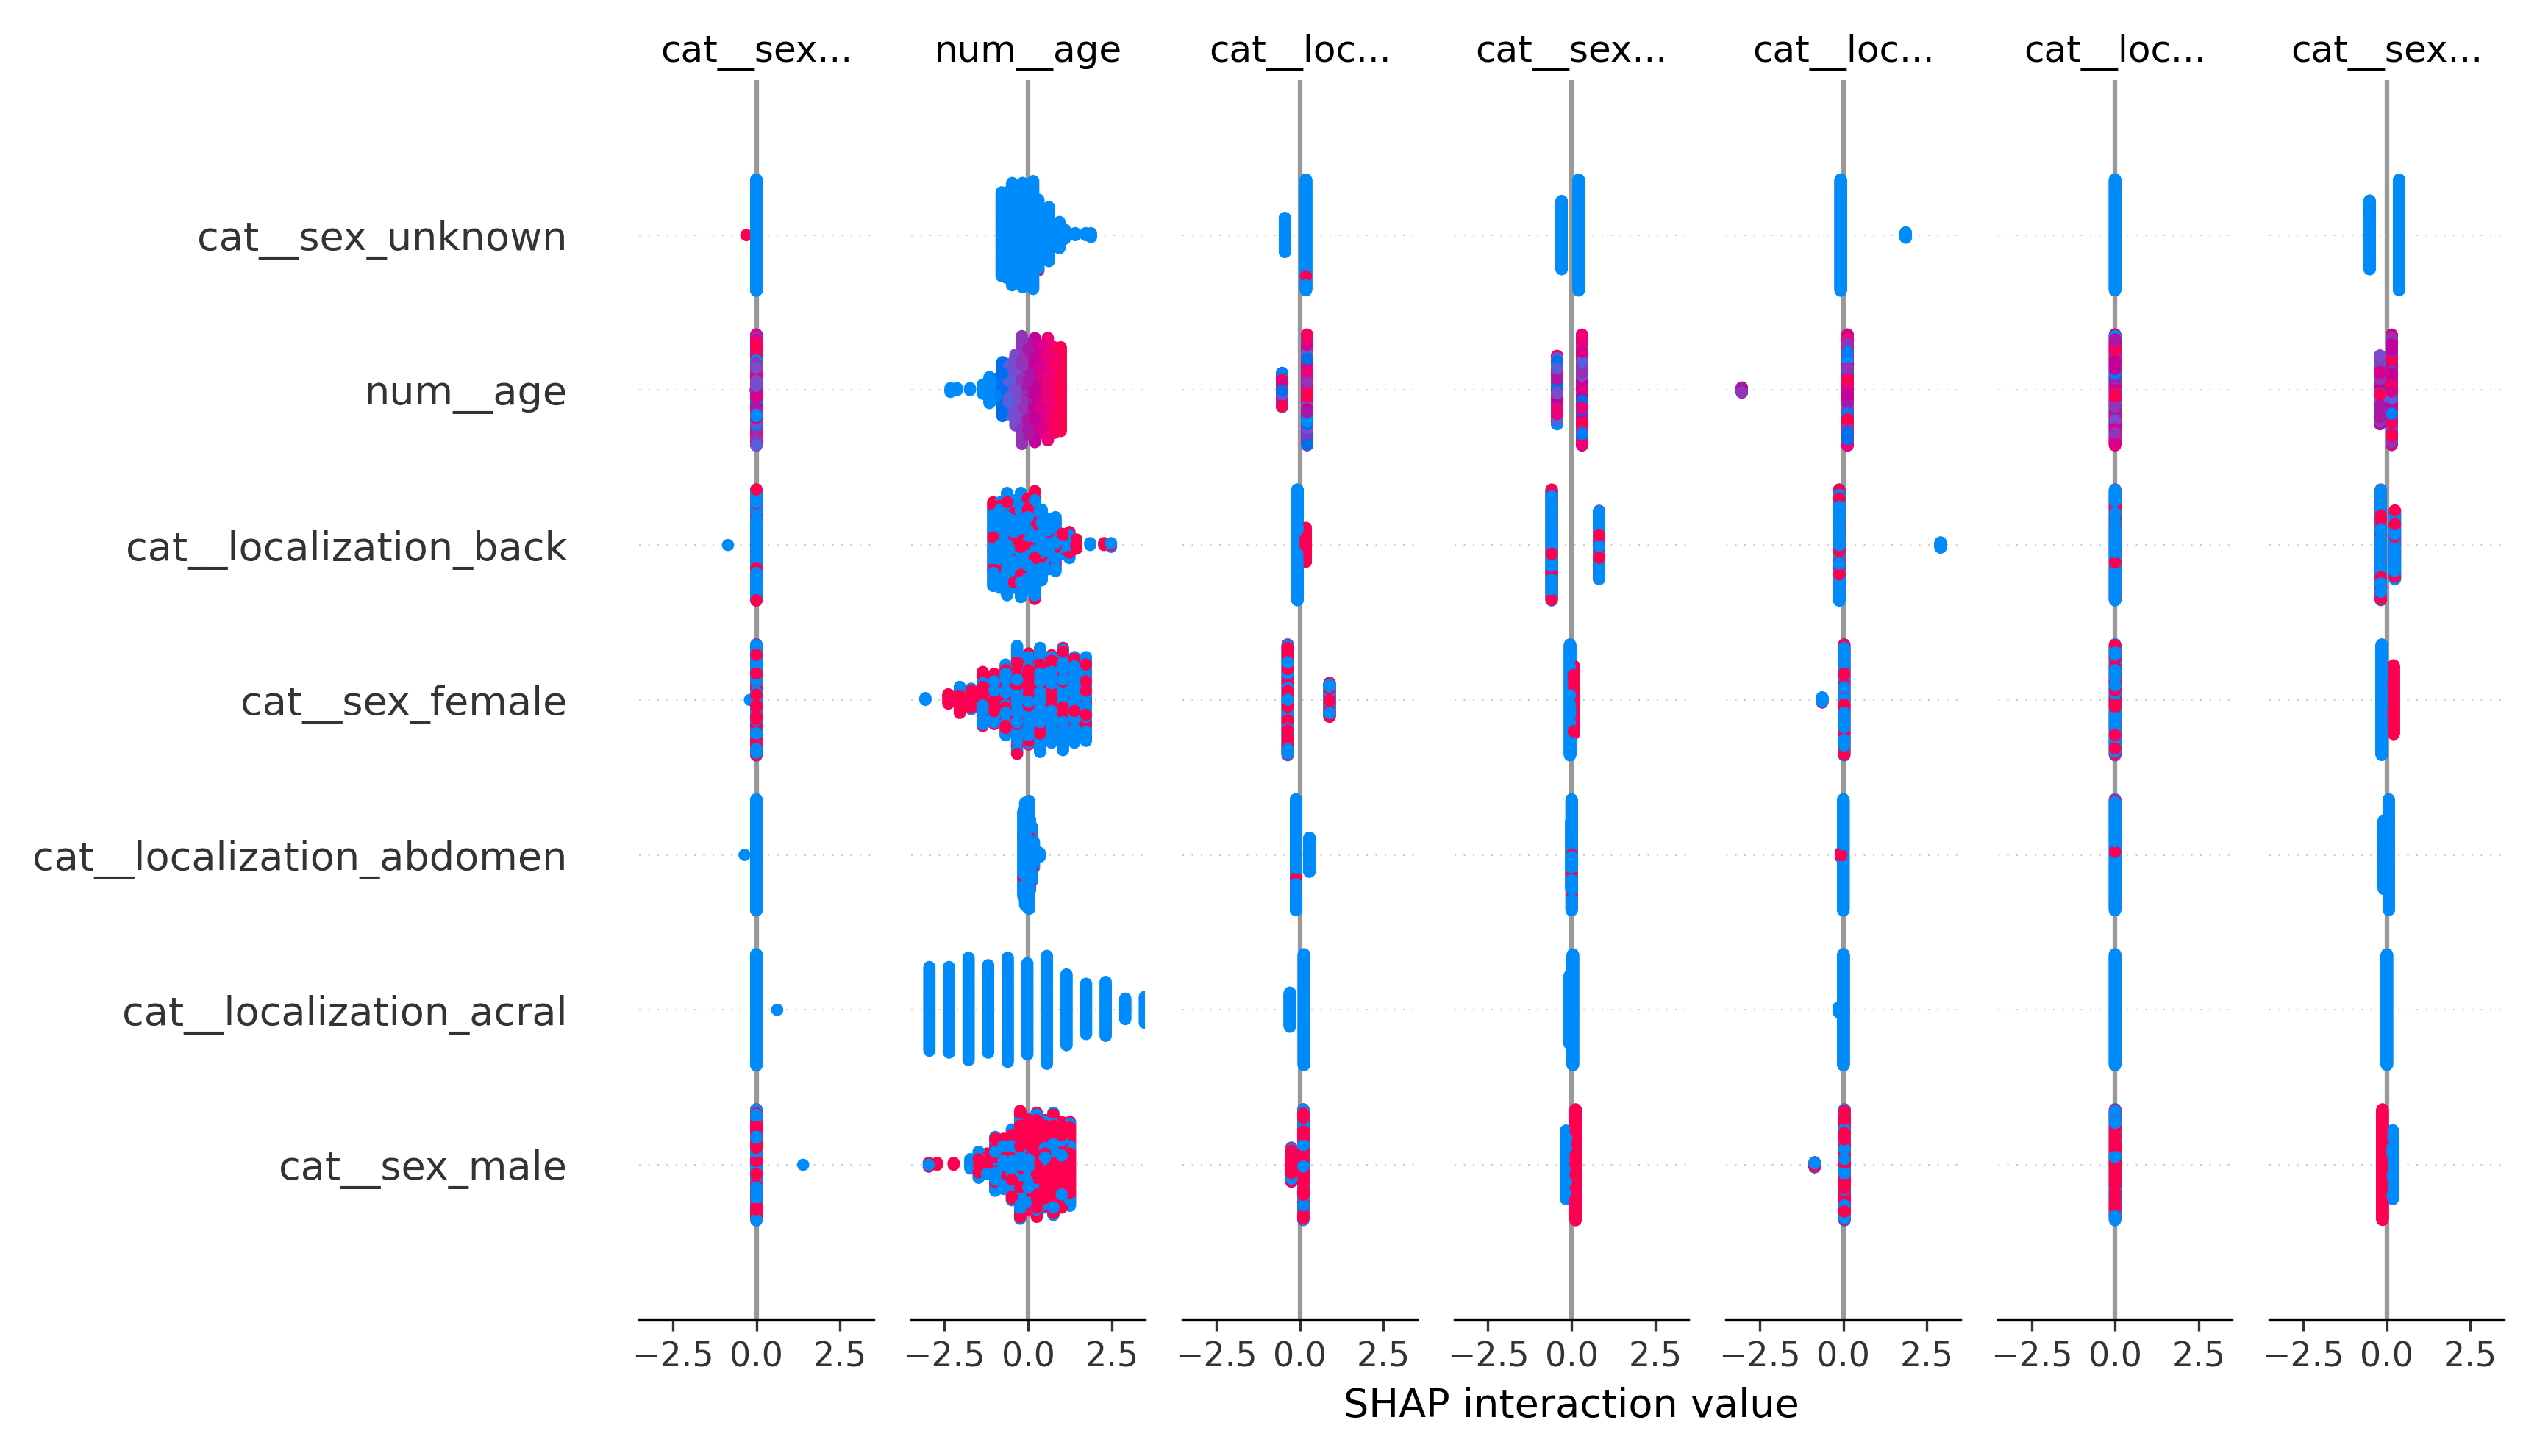 cat__sex... num__age cat__loc... cat__sex... cat__loc... cat__loc... cat__sex...
cat__sex_unknown
num__age
cat__localization_back
cat__sex_female
cat__localization_abdomen
cat__localization_acral
cat__sex_male
−2.5 0.0 2.5 −2.5 0.0 2.5 −2.5 0.0 2.5 −2.5 0.0 2.5 −2.5 0.0 2.5 −2.5 0.0 2.5 −2.5 0.0 2.5
SHAP interaction value